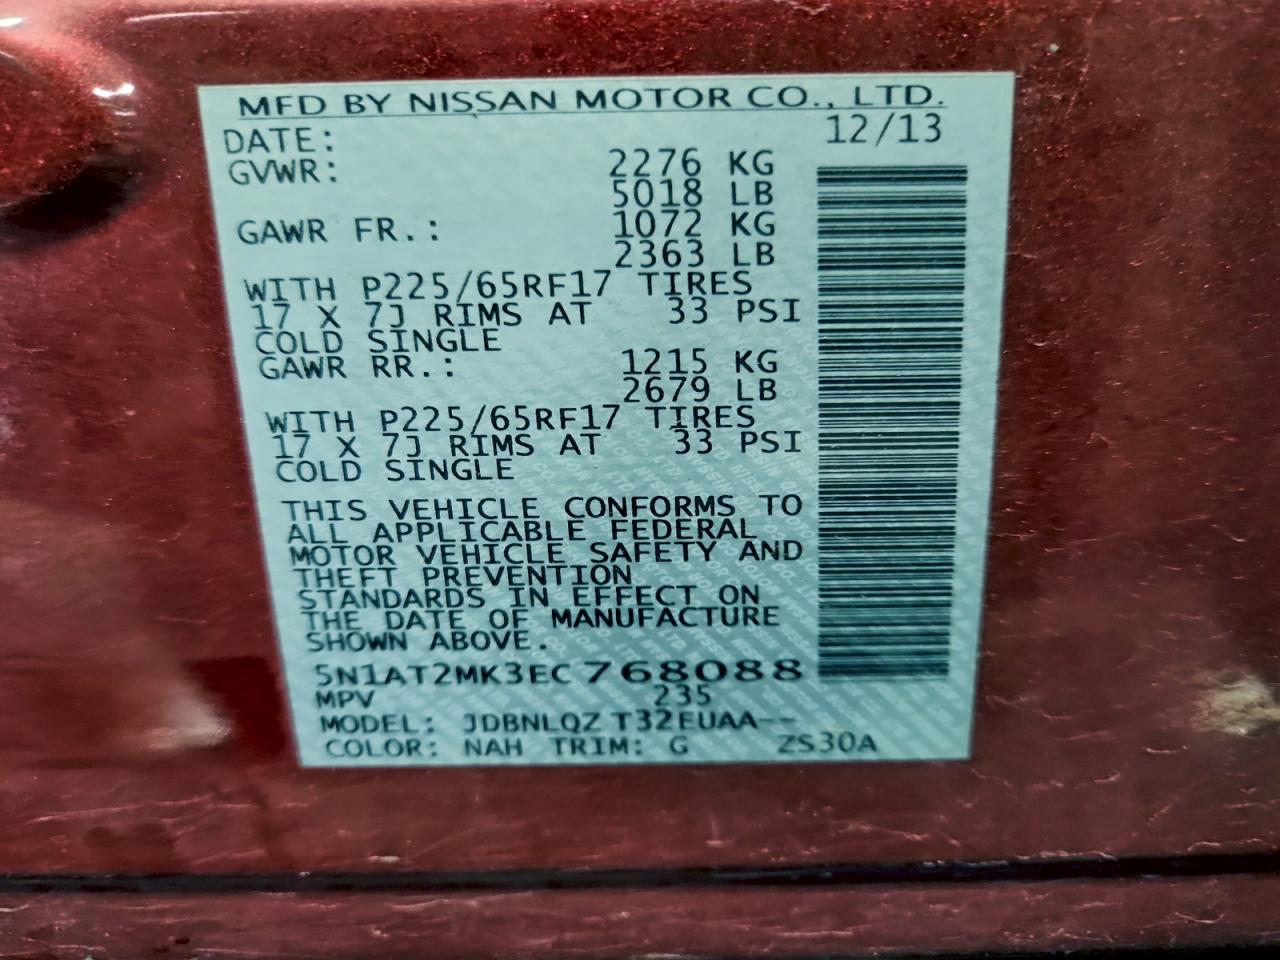 MFD BY NISSAN MOTOR CO., LTD.
DATE: 12/13
GVWR: 2276 KG
5018 LB
GAWR FR.: 1072 KG
2363 LB
WITH P225/65RF17 TIRES
17 X 7J RIMS AT 33 PSI
COLD SINGLE
GAWR RR.: 1215 KG
2679 LB
WITH P225/65RF17 TIRES
17 X 7J RIMS AT 33 PSI
COLD SINGLE
THIS VEHICLE CONFORMS TO
ALL APPLICABLE FEDERAL
MOTOR VEHICLE SAFETY AND
THEFT PREVENTION
STANDARDS IN EFFECT ON
THE DATE OF MANUFACTURE
SHOWN ABOVE.
5N1AT2MK3EC768088
MPV 235
MODEL: JDBNLQZ T32EUAA--
COLOR: NAH TRIM: G ZS30A